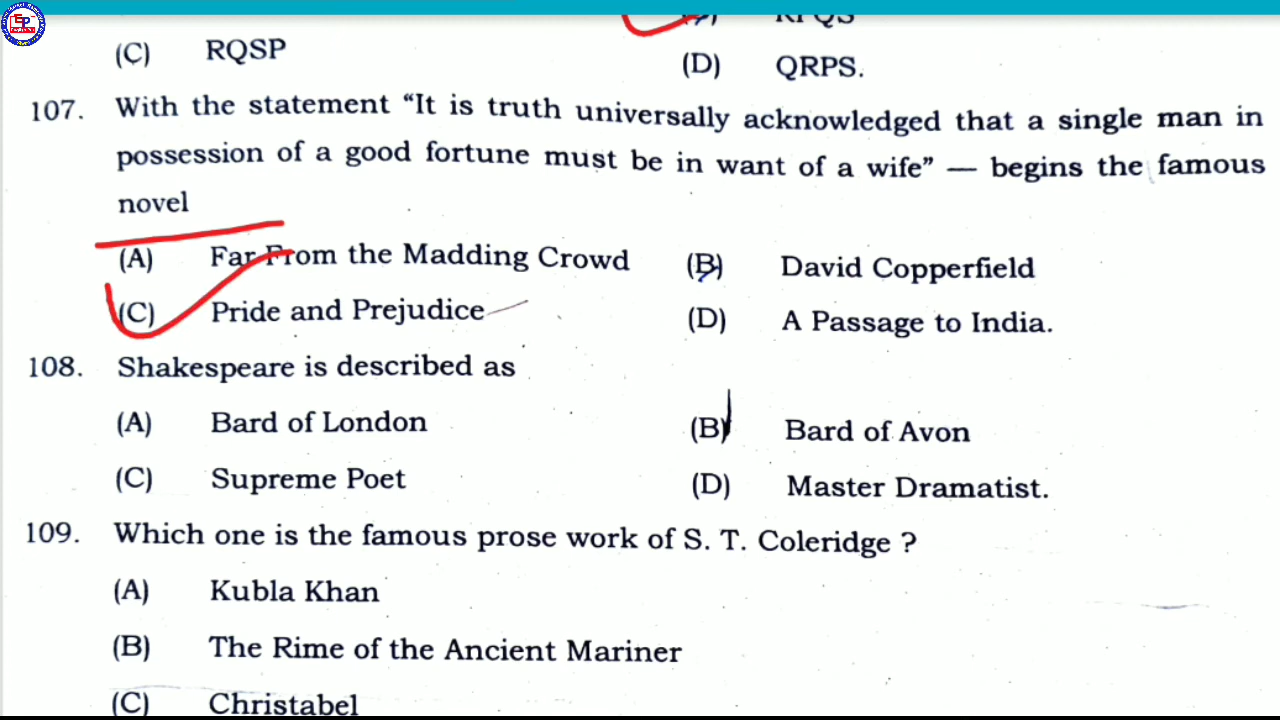 EP
RPQS
(C) RQSP
(D) QRPS.
107. With the statement “It is truth universally acknowledged that a single man in
possession of a good fortune must be in want of a wife” — begins the famous
novel
(A) Far From the Madding Crowd (B) David Copperfield
(C) Pride and Prejudice (D) A Passage to India.
108. Shakespeare is described as
(A) Bard of London (B) Bard of Avon
(C) Supreme Poet (D) Master Dramatist.
109. Which one is the famous prose work of S. T. Coleridge ?
(A) Kubla Khan
(B) The Rime of the Ancient Mariner
(C) Christabel